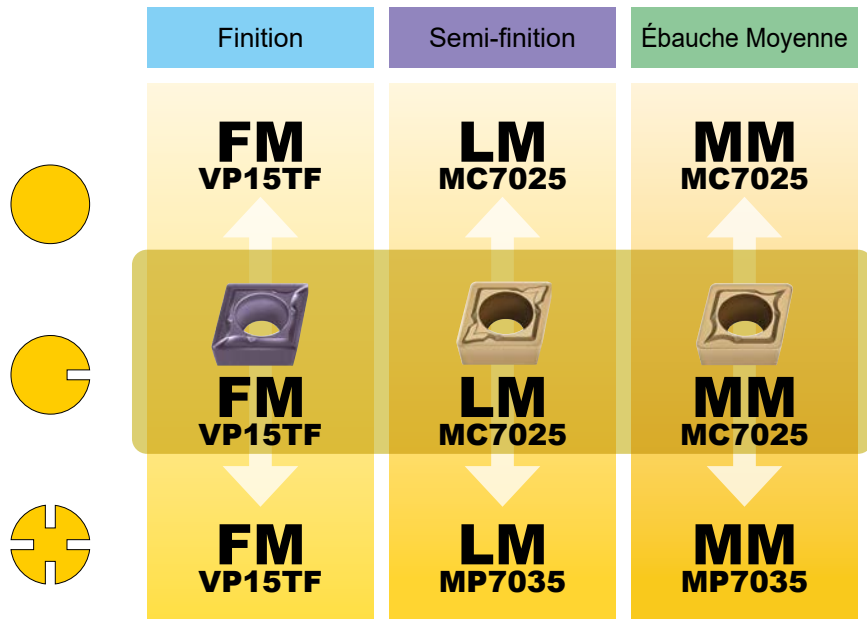 Finition
Semi-finition
Ébauche Moyenne
FM
LM
MM
VP15TF
MC7025
MC7025
FM
LM
MM
VP15TF
MC7025
MC7025
FM
LM
MM
VP15TF
MP7035
MP7035